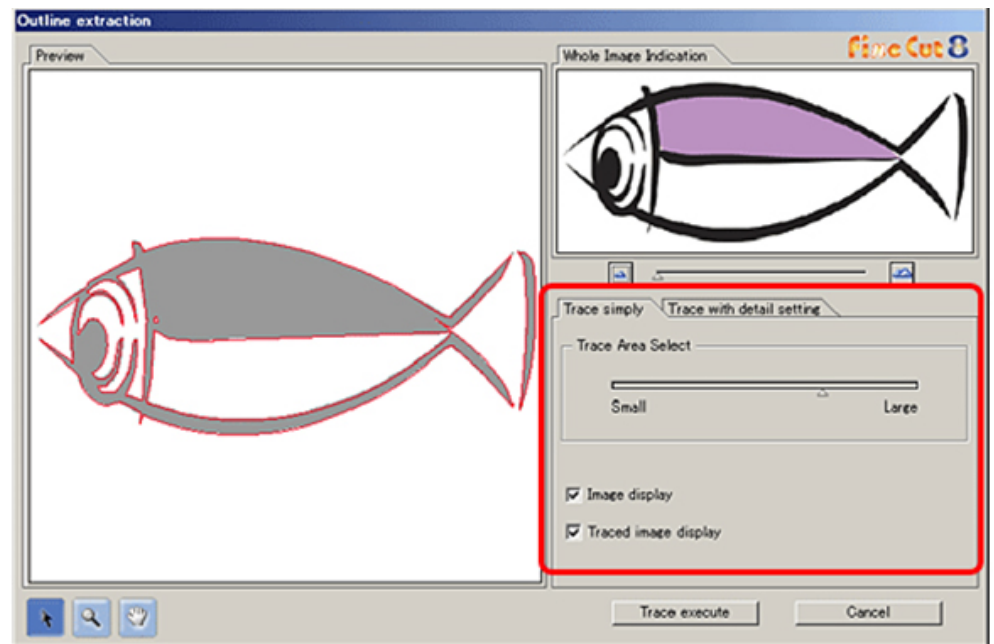 Outline extraction
Preview
Whole Image Indication
Fine Cut 8
Trace simply
Trace with detail setting
Trace Area Select
Small
Large
Image display
Traced image display
Trace execute
Cancel